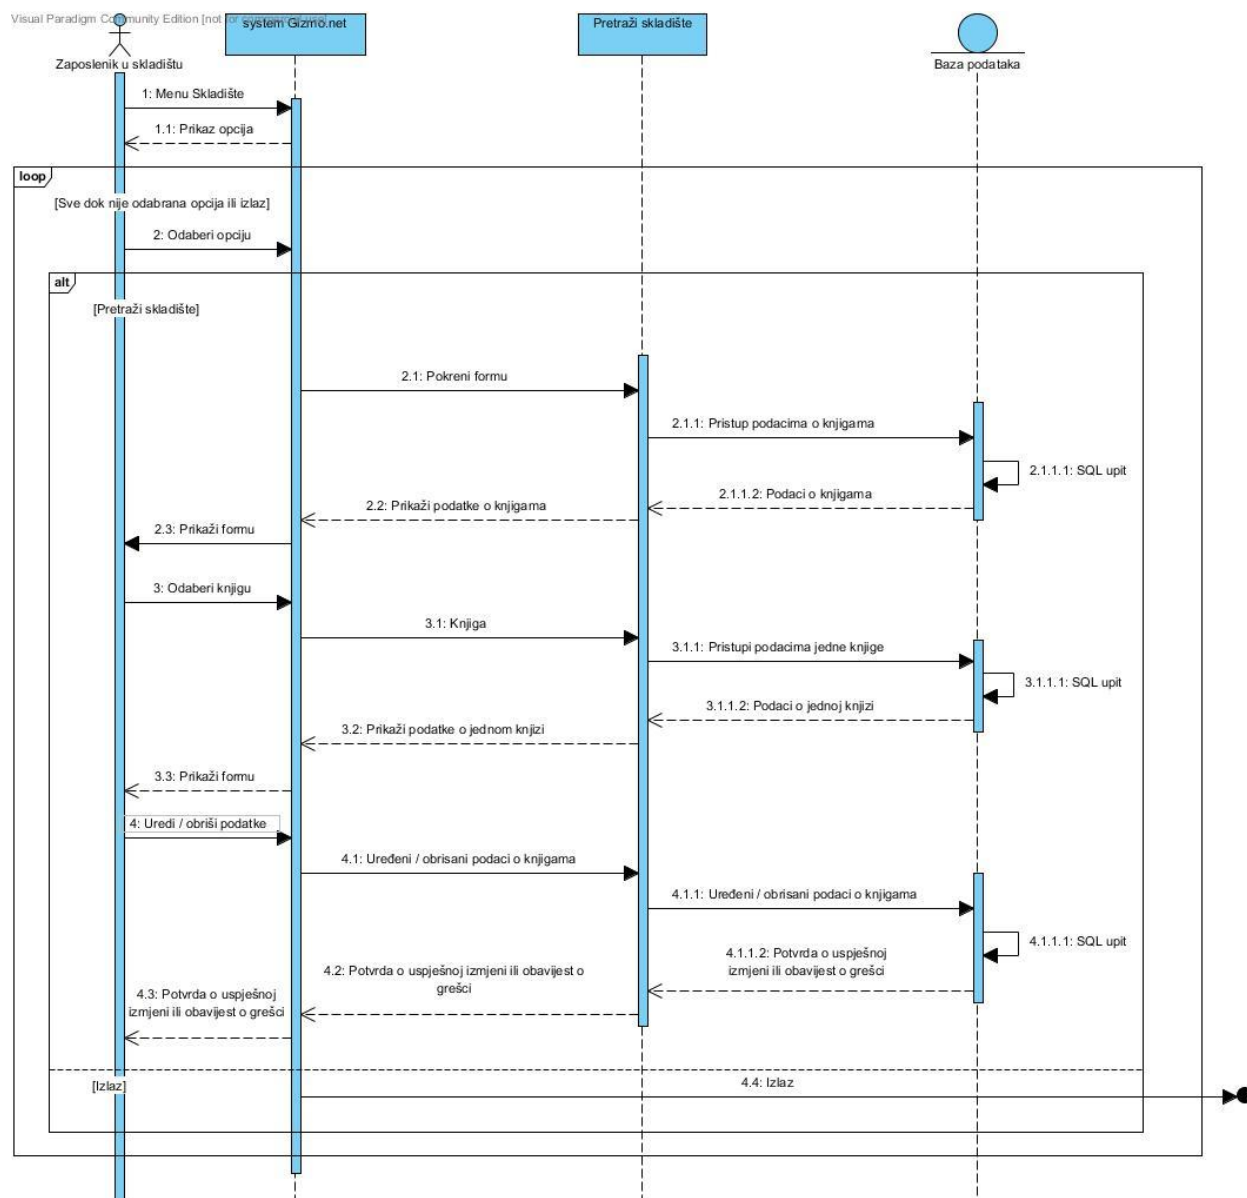 Visual Paradigm Community Edition [not for commercial use]
system Gizmo.net
Pretraži skladište
Zaposlenik u skladištu
Baza podataka
1: Menu Skladište
1.1: Prikaz opcija
loop
[Sve dok nije odabrana opcija ili izlaz]
2: Odaberi opciju
alt
[Pretraži skladište]
2.1: Pokreni formu
2.1.1: Pristup podacima o knjigama
2.1.1.1: SQL upit
2.1.1.2: Podaci o knjigama
2.2: Prikaži podatke o knjigama
2.3: Prikaži formu
3: Odaberi knjigu
3.1: Knjiga
3.1.1: Pristupi podacima jedne knjige
3.1.1.1: SQL upit
3.1.1.2: Podaci o jednoj knjizi
3.2: Prikaži podatke o jednom knjizi
3.3: Prikaži formu
4: Uredi / obriši podatke
4.1: Uređeni / obrisani podaci o knjigama
4.1.1: Uređeni / obrisani podaci o knjigama
4.1.1.1: SQL upit
4.1.1.2: Potvrda o uspješnoj
izmjeni ili obavijest o grešci
4.2: Potvrda o uspješnoj izmjeni ili obavijest o
grešci
4.3: Potvrda o uspješnoj
izmjeni ili obavijest o grešci
[Izlaz]
4.4: Izlaz